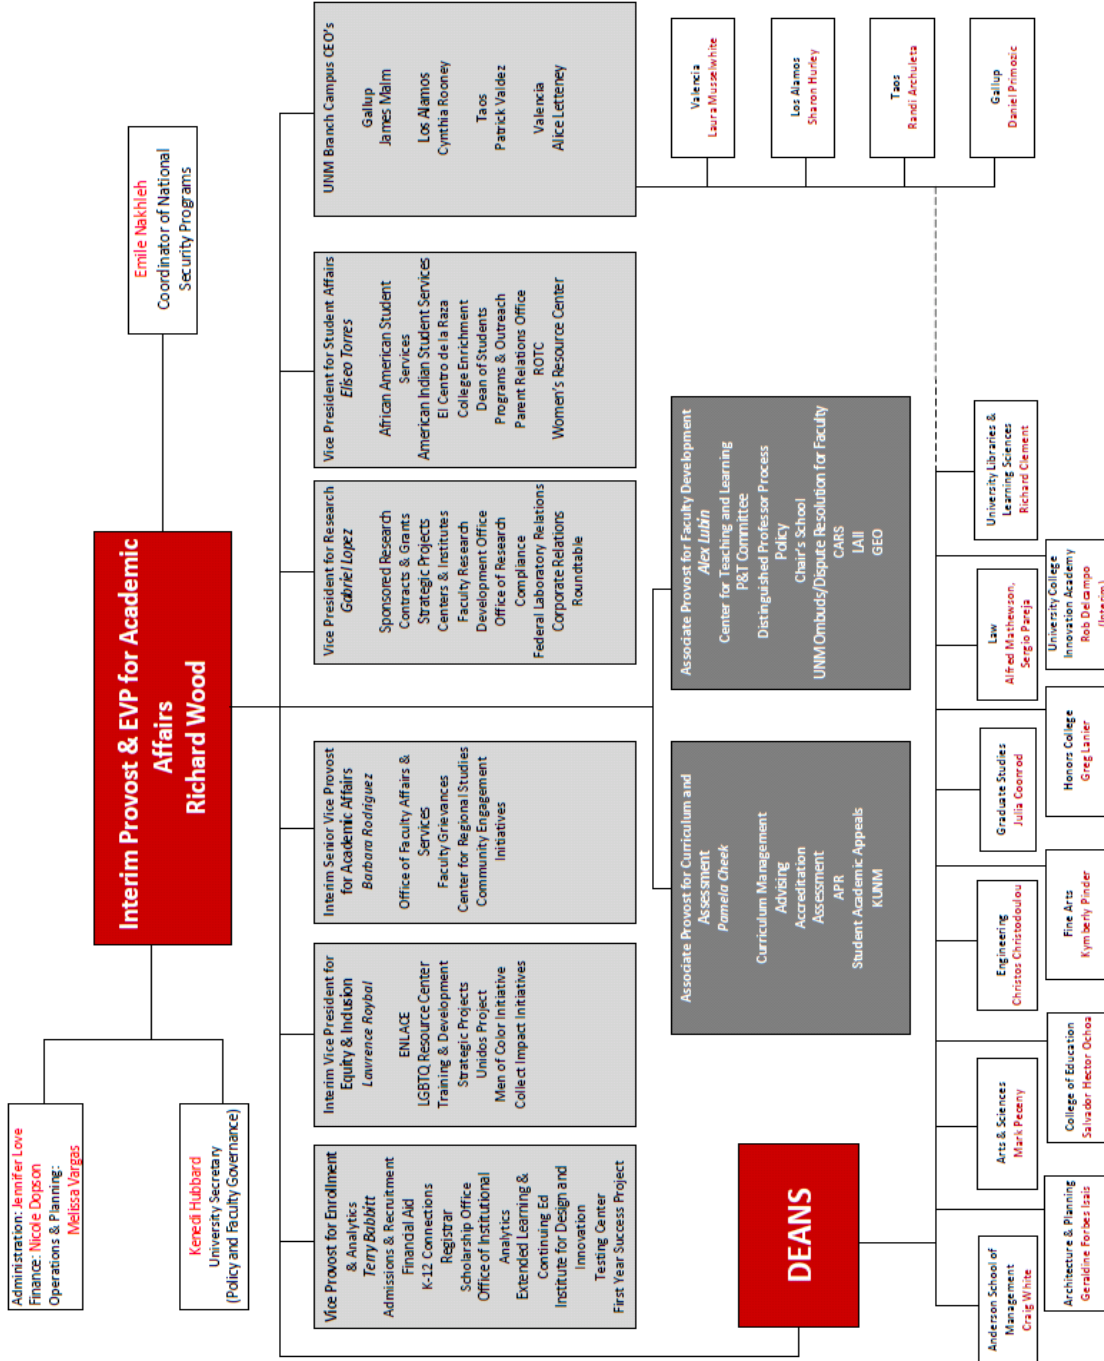 Administration: Jennifer Love
Finance: Nicole Dopson
Operations & Planning:
Melissa Vargas
Kenedi Hubbard
University Secretary
(Policy and Faculty Governance)
Interim Provost & EVP for Academic
Affairs
Richard Wood
Emile Nakhleh
Coordinator of National
Security Programs
Vice Provost for Enrollment
& Analytics
Terry Babbitt
Admissions & Recruitment
Financial Aid
K-12 Connections
Registrar
Scholarship Office
Office of Institutional
Analytics
Extended Learning &
Continuing Ed
Institute for Design and
Innovation
Testing Center
First Year Success Project
Interim Vice President for
Equity & Inclusion
Lawrence Roybal
ENLACE
LGBTQ Resource Center
Training & Development
Strategic Projects
Unidos Project
Men of Color Initiative
Collect Impact Initiatives
Interim Senior Vice Provost
for Academic Affairs
Barbara Rodriguez
Office of Faculty Affairs &
Services
Faculty Grievances
Center for Regional Studies
Community Engagement
Initiatives
Vice President for Research
Gabriel Lopez
Sponsored Research
Contracts & Grants
Strategic Projects
Centers & Institutes
Faculty Research
Development Office
Office of Research
Compliance
Federal Laboratory Relations
Corporate Relations
Roundtable
Vice President for Student Affairs
Eliseo Torres
African American Student
Services
American Indian Student Services
El Centro de la Raza
College Enrichment
Dean of Students
Programs & Outreach
Parent Relations Office
ROTC
Women's Resource Center
UNM Branch Campus CEO's
Gallup
James Malm
Los Alamos
Cynthia Rooney
Taos
Patrick Valdez
Valencia
Alice Letteney
Associate Provost for Curriculum and
Assessment
Pamela Cheek
Curriculum Management
Advising
Accreditation
Assessment
APR
Student Academic Appeals
KUNM
Associate Provost for Faculty Development
Alex Lubin
Center for Teaching and Learning
P&T Committee
Distinguished Professor Process
Policy
Chair's School
UNM Ombuds/Dispute Resolution for Faculty
CARS
LAII
GEO
Valencia
Laura Musselwhite
Los Alamos
Sharon Hurley
Taos
Randi Archuleta
Gallup
Daniel Primozic
DEANS
Anderson School of
Management
Craig White
Arts & Sciences
Mark Peceny
Engineering
Christos Christodoulou
Graduate Studies
Julia Coonrod
Law
Alfred Mathewson,
Sergio Pareja
University Libraries &
Learning Sciences
Richard Clement
Architecture & Planning
Geraldine Forbes Isais
College of Education
Salvador Hector Ochoa
Fine Arts
Kymberly Pinder
Honors College
Greg Lanier
University College
Innovation Academy
Rob Delcampo
(Interim)